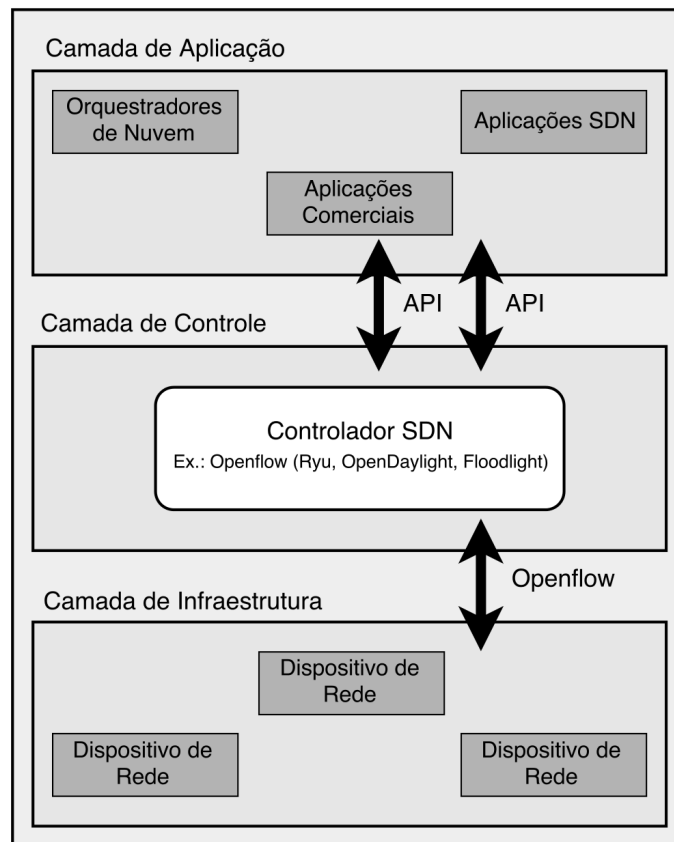 Camada de Aplicação
Orquestradores
de Nuvem
Aplicações SDN
Aplicações
Comerciais
API
API
Camada de Controle
Controlador SDN
Ex.: Openflow (Ryu, OpenDaylight, Floodlight)
Openflow
Camada de Infraestrutura
Dispositivo de
Rede
Dispositivo de
Rede
Dispositivo de
Rede